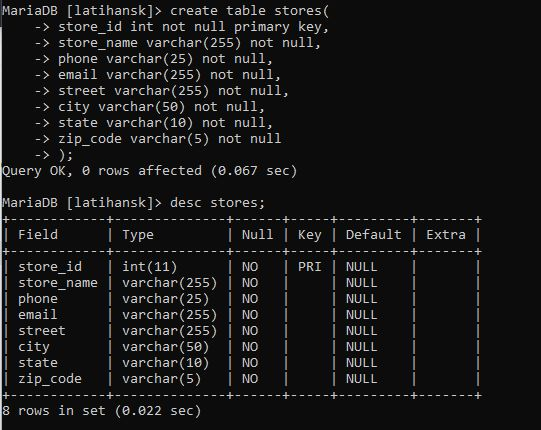 MariaDB [latihansk]> create table stores(
    -> store_id int not null primary key,
    -> store_name varchar(255) not null,
    -> phone varchar(25) not null,
    -> email varchar(255) not null,
    -> street varchar(255) not null,
    -> city varchar(50) not null,
    -> state varchar(10) not null,
    -> zip_code varchar(5) not null
    -> );
Query OK, 0 rows affected (0.067 sec)

MariaDB [latihansk]> desc stores;
+------------+--------------+------+-----+---------+-------+
| Field      | Type         | Null | Key | Default | Extra |
+------------+--------------+------+-----+---------+-------+
| store_id   | int(11)      | NO   | PRI | NULL    |       |
| store_name | varchar(255) | NO   |     | NULL    |       |
| phone      | varchar(25)  | NO   |     | NULL    |       |
| email      | varchar(255) | NO   |     | NULL    |       |
| street     | varchar(255) | NO   |     | NULL    |       |
| city       | varchar(50)  | NO   |     | NULL    |       |
| state      | varchar(10)  | NO   |     | NULL    |       |
| zip_code   | varchar(5)   | NO   |     | NULL    |       |
+------------+--------------+------+-----+---------+-------+
8 rows in set (0.022 sec)